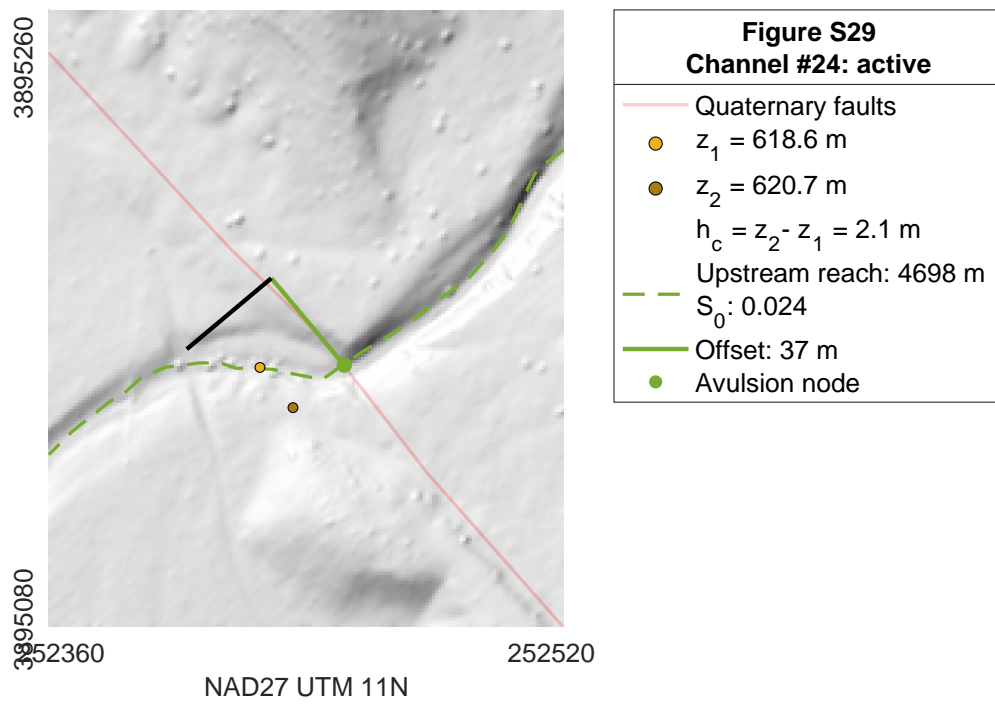 3895260
3895080
252360
252520
NAD27 UTM 11N
Figure S29
Channel #24: active
Quaternary faults
z1 = 618.6 m
z2 = 620.7 m
hc = z2- z1 = 2.1 m
Upstream reach: 4698 m
S0: 0.024
Offset: 37 m
Avulsion node